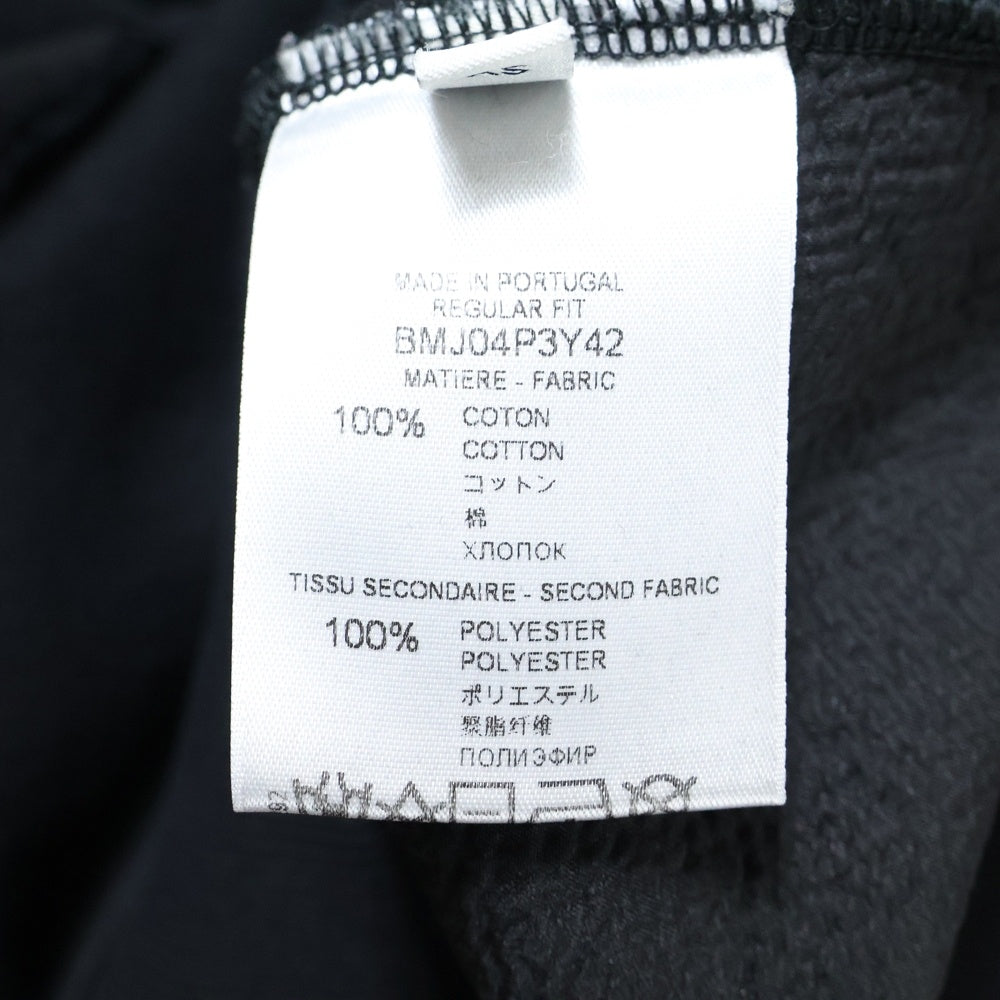 XS
MADE IN PORTUGAL
REGULAR FIT
BMJ04P3Y42
MATIERE - FABRIC
100% COTON
COTTON
コットン
棉
ХЛОПОК
TISSU SECONDAIRE - SECOND FABRIC
100% POLYESTER
POLYESTER
ポリエステル
聚脂纤维
ПОЛИЭФИР